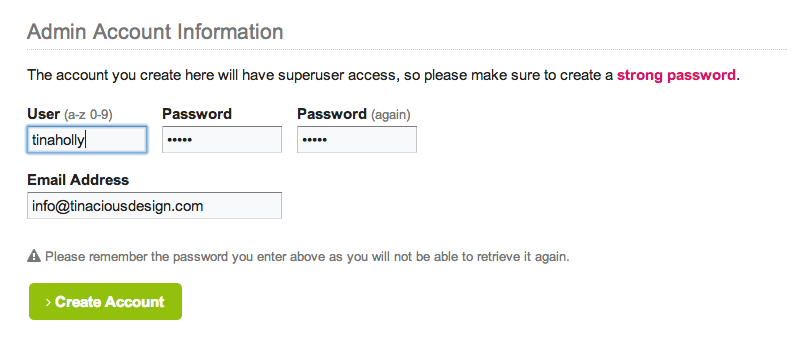 Admin Account Information
The account you create here will have superuser access, so please make sure to create a strong password.
User (a-z 0-9) Password Password (again)
tinaholly ••••• •••••
Email Address
info@tinaciousdesign.com
Please remember the password you enter above as you will not be able to retrieve it again.
› Create Account